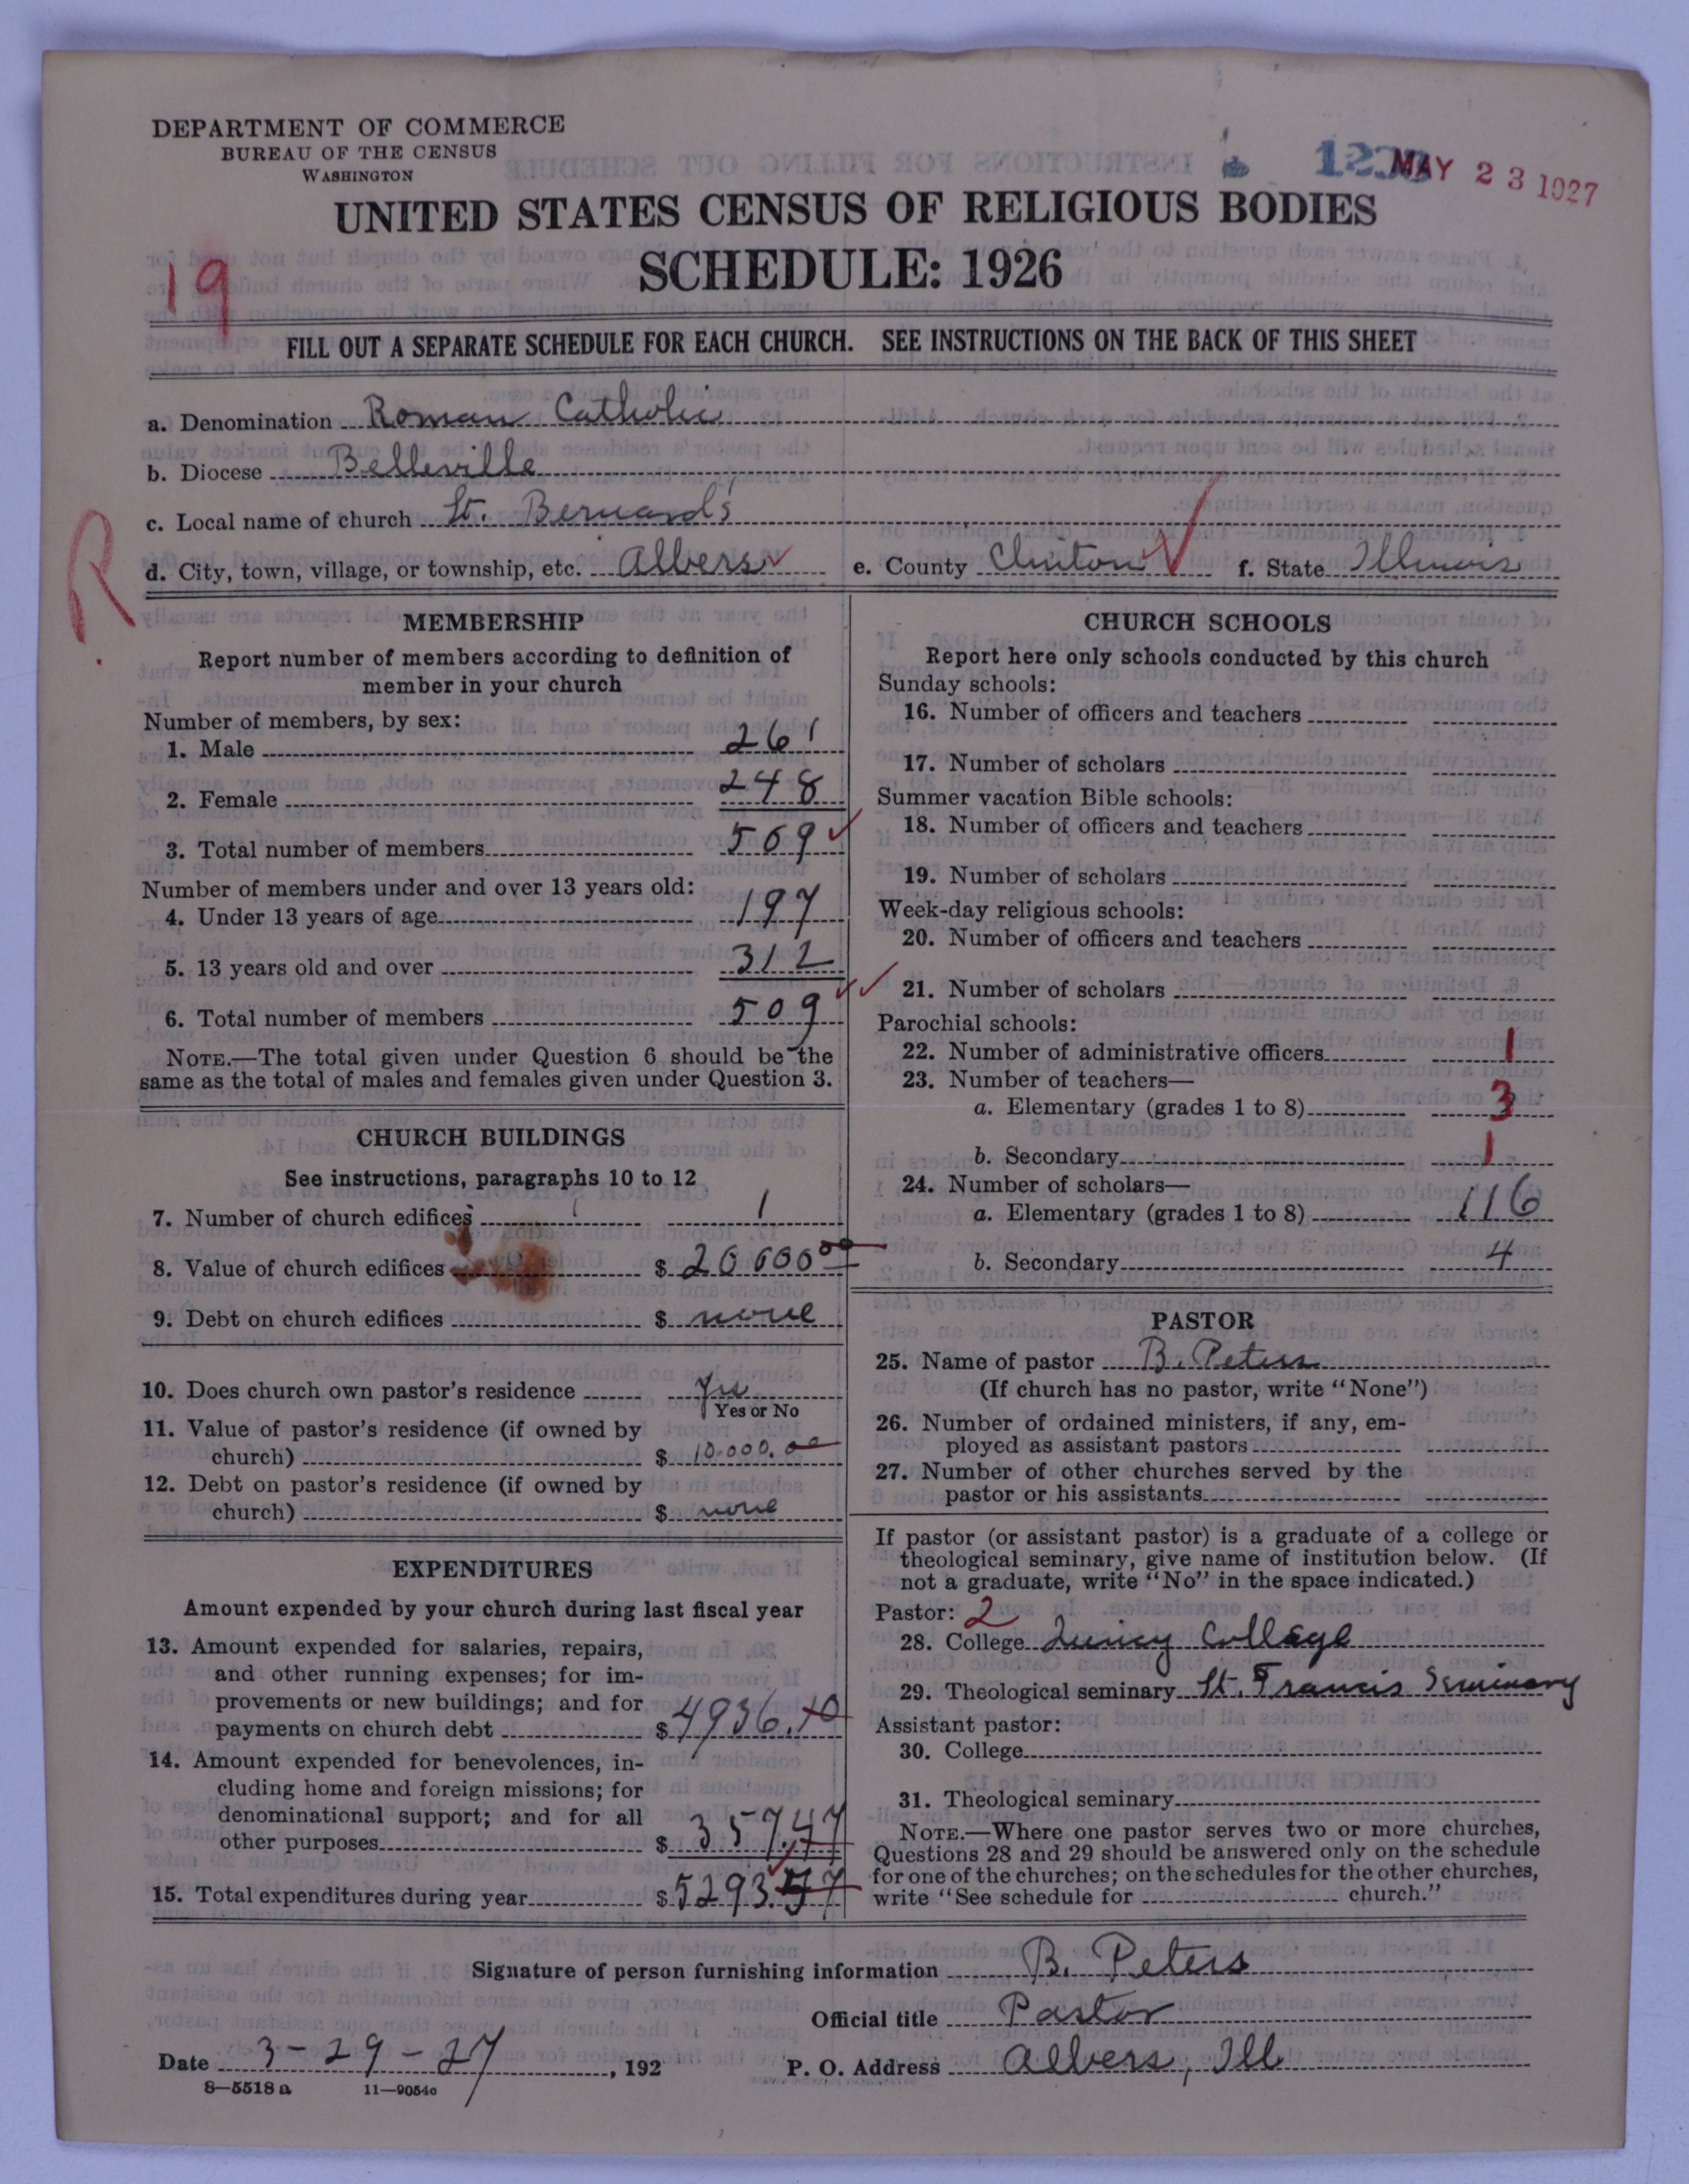 DEPARTMENT OF COMMERCE
BUREAU OF THE CENSUS
WASHINGTON
MAY 23 1927
UNITED STATES CENSUS OF RELIGIOUS BODIES
SCHEDULE: 1926
19
FILL OUT A SEPARATE SCHEDULE FOR EACH CHURCH. SEE INSTRUCTIONS ON THE BACK OF THIS SHEET
a. Denomination Roman Catholic
b. Diocese Belleville
c. Local name of church St. Bernard's
R
d. City, town, village, or township, etc. Albers e. County Clinton f. State Illinois
MEMBERSHIP
Report number of members according to definition of
member in your church
Number of members, by sex:
1. Male 261
2. Female 248
3. Total number of members 509
Number of members under and over 13 years old:
4. Under 13 years of age 197
5. 13 years old and over 312
6. Total number of members 509
NOTE.—The total given under Question 6 should be the
same as the total of males and females given under Question 3.
CHURCH BUILDINGS
See instructions, paragraphs 10 to 12
7. Number of church edifices 1
8. Value of church edifices $ 20 000 00
9. Debt on church edifices $ none
10. Does church own pastor's residence Yes
Yes or No
11. Value of pastor's residence (if owned by
church) $ 10.000.00
12. Debt on pastor's residence (if owned by
church) $ none
EXPENDITURES
Amount expended by your church during last fiscal year
13. Amount expended for salaries, repairs,
and other running expenses; for im-
provements or new buildings; and for
payments on church debt $ 4936.10
14. Amount expended for benevolences, in-
cluding home and foreign missions; for
denominational support; and for all
other purposes $ 357.47
15. Total expenditures during year $ 5293.57
CHURCH SCHOOLS
Report here only schools conducted by this church
Sunday schools:
16. Number of officers and teachers
17. Number of scholars
Summer vacation Bible schools:
18. Number of officers and teachers
19. Number of scholars
Week-day religious schools:
20. Number of officers and teachers
21. Number of scholars
Parochial schools:
22. Number of administrative officers 1
23. Number of teachers—
a. Elementary (grades 1 to 8) 3
b. Secondary 1
24. Number of scholars—
a. Elementary (grades 1 to 8) 116
b. Secondary 4
PASTOR
25. Name of pastor B. Peters
(If church has no pastor, write "None")
26. Number of ordained ministers, if any, em-
ployed as assistant pastors
27. Number of other churches served by the
pastor or his assistants
If pastor (or assistant pastor) is a graduate of a college or
theological seminary, give name of institution below. (If
not a graduate, write "No" in the space indicated.)
Pastor: 2
28. College Quincy College
29. Theological seminary St. Francis Seminary
Assistant pastor:
30. College
31. Theological seminary
NOTE.—Where one pastor serves two or more churches,
Questions 28 and 29 should be answered only on the schedule
for one of the churches; on the schedules for the other churches,
write "See schedule for church."
Signature of person furnishing information B. Peters
Official title Pastor
Date 3-29-27, 192 P. O. Address Albers, Ill
8—5518 a 11—9054c